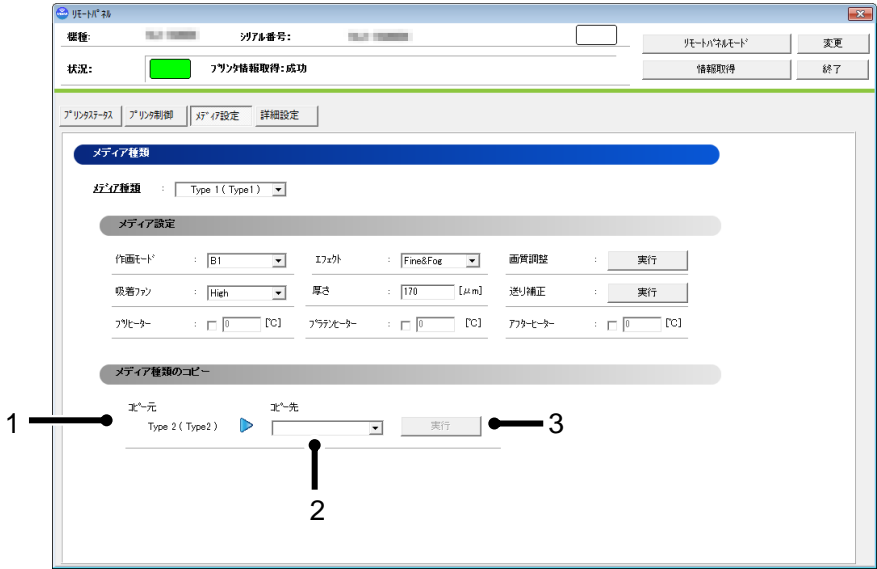 リモートパネル
機種: シリアル番号:
リモートパネルモード 変更
状況: プリンタ情報取得:成功
情報取得 終了
プリンタステータス プリンタ制御 メディア設定 詳細設定
メディア種類
メディア種類 : Type 1 ( Type1 )
メディア設定
作画モード : B1 エフェクト : Fine&Fog 画質調整 : 実行
吸着ファン : High 厚さ : 170 [μm] 送り補正 : 実行
プリヒーター : 0 [℃] プラテンヒーター : 0 [℃] アフターヒーター : 0 [℃]
メディア種類のコピー
コピー元 コピー先
1 Type 2 ( Type2 ) 実行 3
2